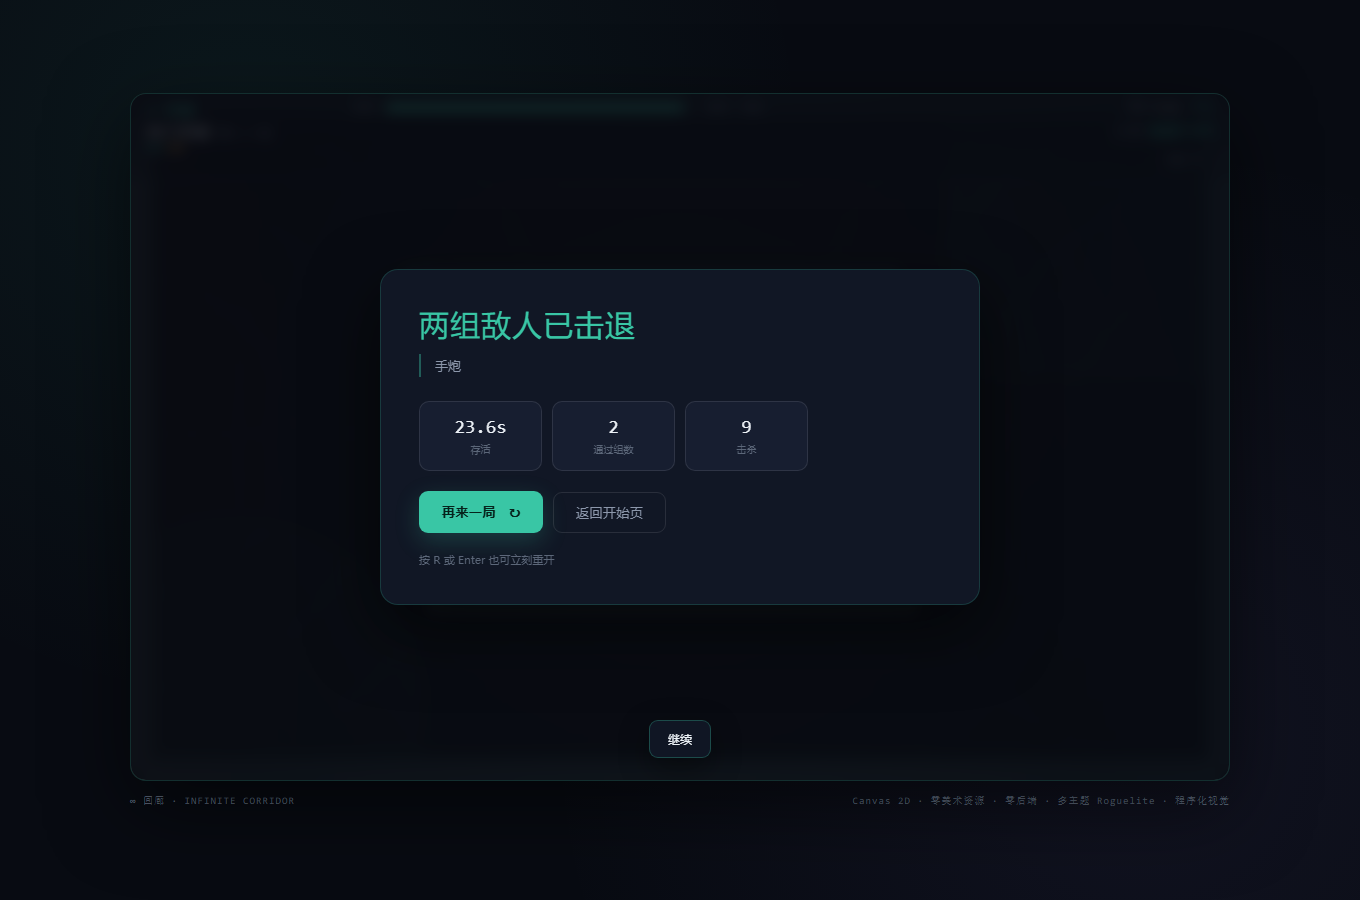 两组敌人已击退
手炮
23.6s
存活
2
通过组数
9
击杀
再来一局 ↻
返回开始页
按 R 或 Enter 也可立刻重开
继续
∞ 回廊 · INFINITE CORRIDOR
Canvas 2D · 零美术资源 · 零后端 · 多主题 Roguelite · 程序化视觉